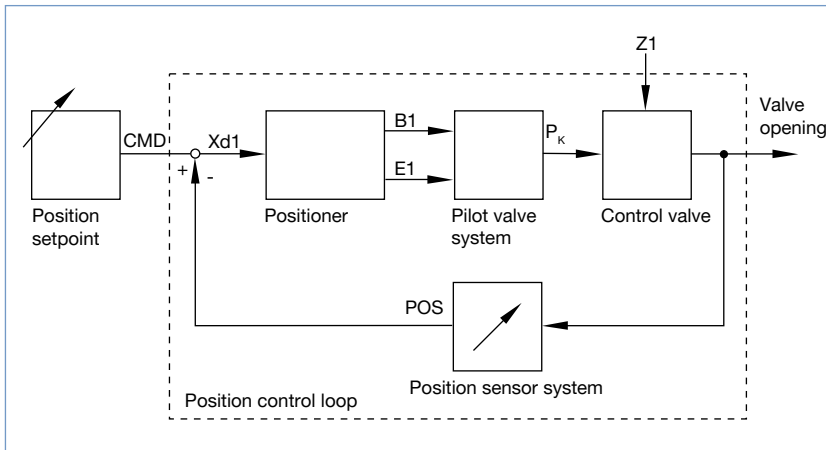 Z1
Valve
opening
CMD
Xd1
B1
P_K
+
-
E1
Position
setpoint
Positioner
Pilot valve
system
Control valve
POS
Position sensor system
Position control loop